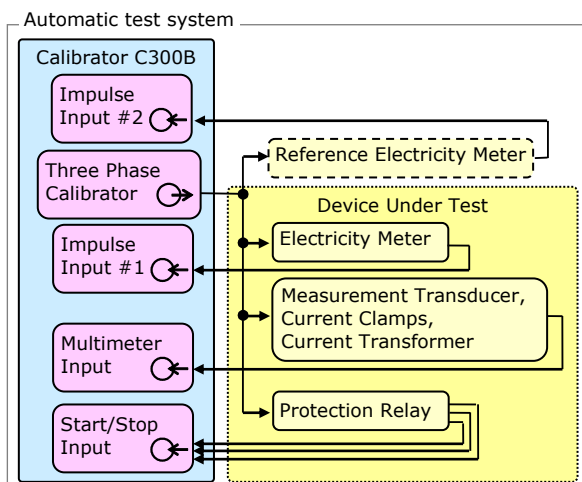 Automatic test system
Calibrator C300B
Impulse
Input #2
Three Phase
Calibrator
Impulse
Input #1
Multimeter
Input
Start/Stop
Input
Reference Electricity Meter
Device Under Test
Electricity Meter
Measurement Transducer,
Current Clamps,
Current Transformer
Protection Relay